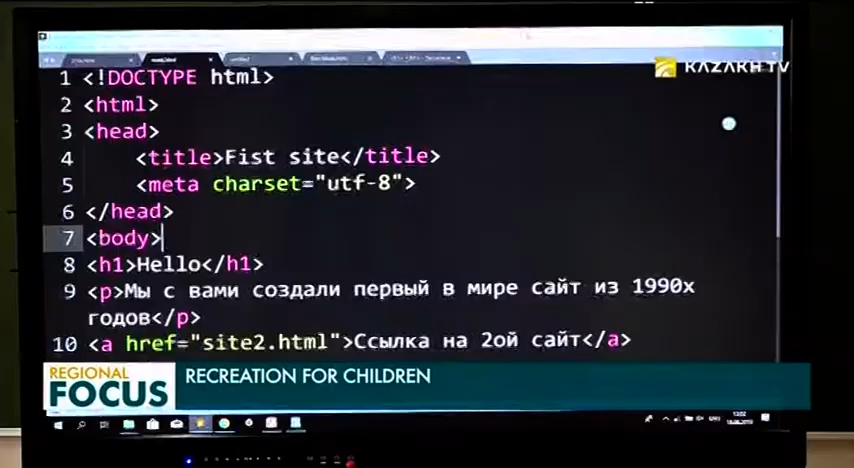 KAZAKH TV
1 <!DOCTYPE html>
2 <html>
3 <head>
4 <title>Fist site</title>
5 <meta charset="utf-8">
6 </head>
7 <body>
8 <h1>Hello</h1>
9 <p>Мы с вами создали первый в мире сайт из 1990х
годов</p>
10 <a href="site2.html">Ссылка на 2ой сайт</a>
REGIONAL
FOCUS
RECREATION FOR CHILDREN